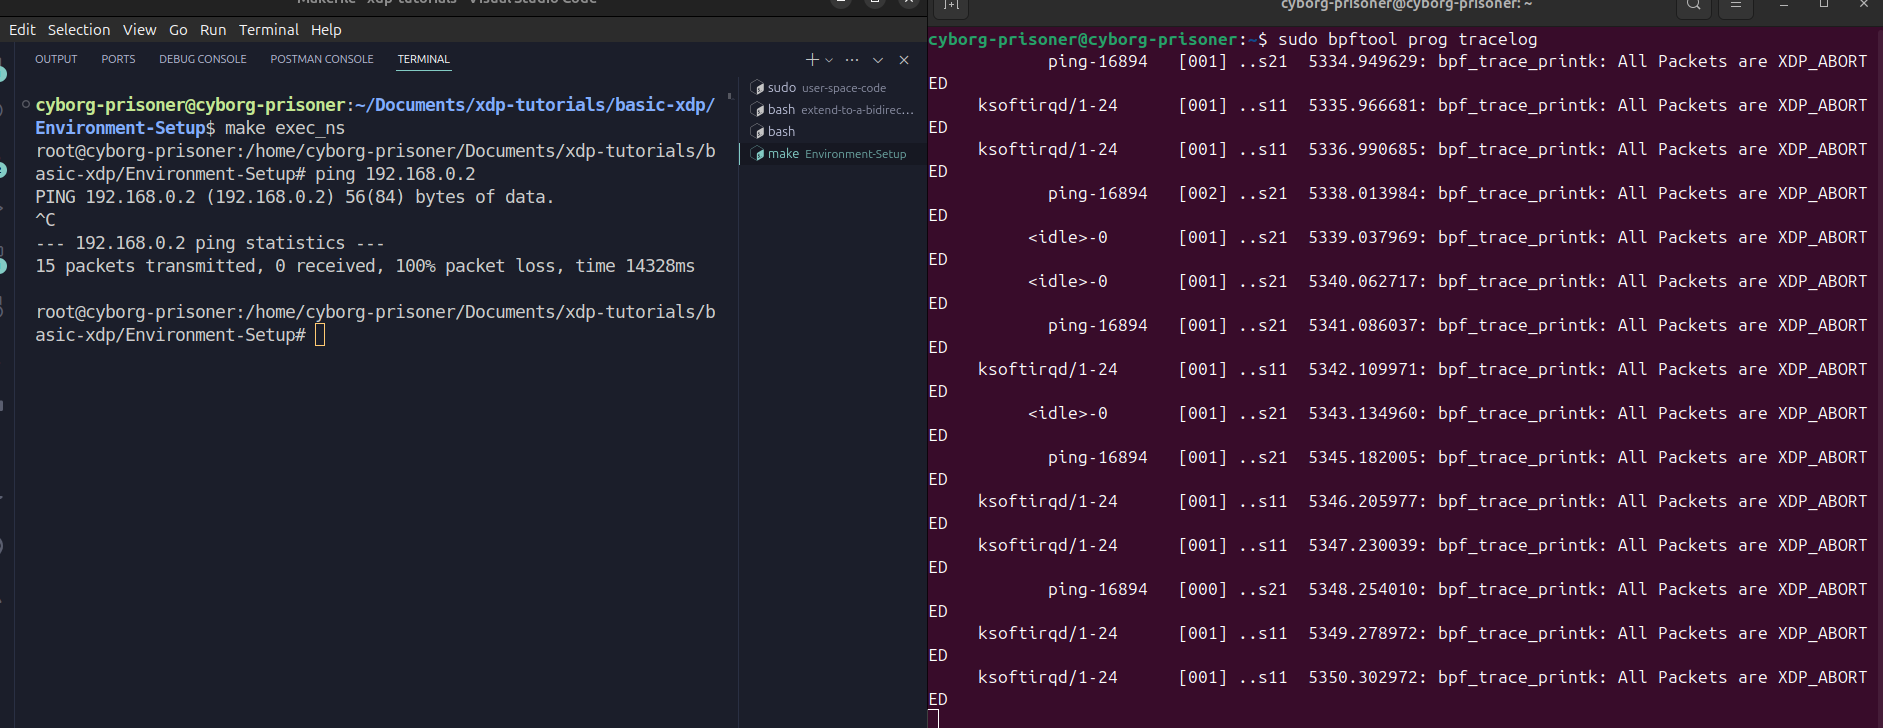 Makefile - xdp-tutorials - Visual Studio Code
Edit Selection View Go Run Terminal Help
OUTPUT PORTS DEBUG CONSOLE POSTMAN CONSOLE TERMINAL
cyborg-prisoner@cyborg-prisoner:~/Documents/xdp-tutorials/basic-xdp/
Environment-Setup$ make exec_ns
root@cyborg-prisoner:/home/cyborg-prisoner/Documents/xdp-tutorials/b
asic-xdp/Environment-Setup# ping 192.168.0.2
PING 192.168.0.2 (192.168.0.2) 56(84) bytes of data.
^C
--- 192.168.0.2 ping statistics ---
15 packets transmitted, 0 received, 100% packet loss, time 14328ms
root@cyborg-prisoner:/home/cyborg-prisoner/Documents/xdp-tutorials/b
asic-xdp/Environment-Setup#
sudo user-space-code
bash extend-to-a-bidirec...
bash
make Environment-Setup
cyborg-prisoner@cyborg-prisoner: ~
cyborg-prisoner@cyborg-prisoner:~$ sudo bpftool prog tracelog
ping-16894 [001] ..s21 5334.949629: bpf_trace_printk: All Packets are XDP_ABORT
ED
ksoftirqd/1-24 [001] ..s11 5335.966681: bpf_trace_printk: All Packets are XDP_ABORT
ED
ksoftirqd/1-24 [001] ..s11 5336.990685: bpf_trace_printk: All Packets are XDP_ABORT
ED
ping-16894 [002] ..s21 5338.013984: bpf_trace_printk: All Packets are XDP_ABORT
ED
<idle>-0 [001] ..s21 5339.037969: bpf_trace_printk: All Packets are XDP_ABORT
ED
<idle>-0 [001] ..s21 5340.062717: bpf_trace_printk: All Packets are XDP_ABORT
ED
ping-16894 [001] ..s21 5341.086037: bpf_trace_printk: All Packets are XDP_ABORT
ED
ksoftirqd/1-24 [001] ..s11 5342.109971: bpf_trace_printk: All Packets are XDP_ABORT
ED
<idle>-0 [001] ..s21 5343.134960: bpf_trace_printk: All Packets are XDP_ABORT
ED
ping-16894 [001] ..s21 5345.182005: bpf_trace_printk: All Packets are XDP_ABORT
ED
ksoftirqd/1-24 [001] ..s11 5346.205977: bpf_trace_printk: All Packets are XDP_ABORT
ED
ksoftirqd/1-24 [001] ..s11 5347.230039: bpf_trace_printk: All Packets are XDP_ABORT
ED
ping-16894 [000] ..s21 5348.254010: bpf_trace_printk: All Packets are XDP_ABORT
ED
ksoftirqd/1-24 [001] ..s11 5349.278972: bpf_trace_printk: All Packets are XDP_ABORT
ED
ksoftirqd/1-24 [001] ..s11 5350.302972: bpf_trace_printk: All Packets are XDP_ABORT
ED